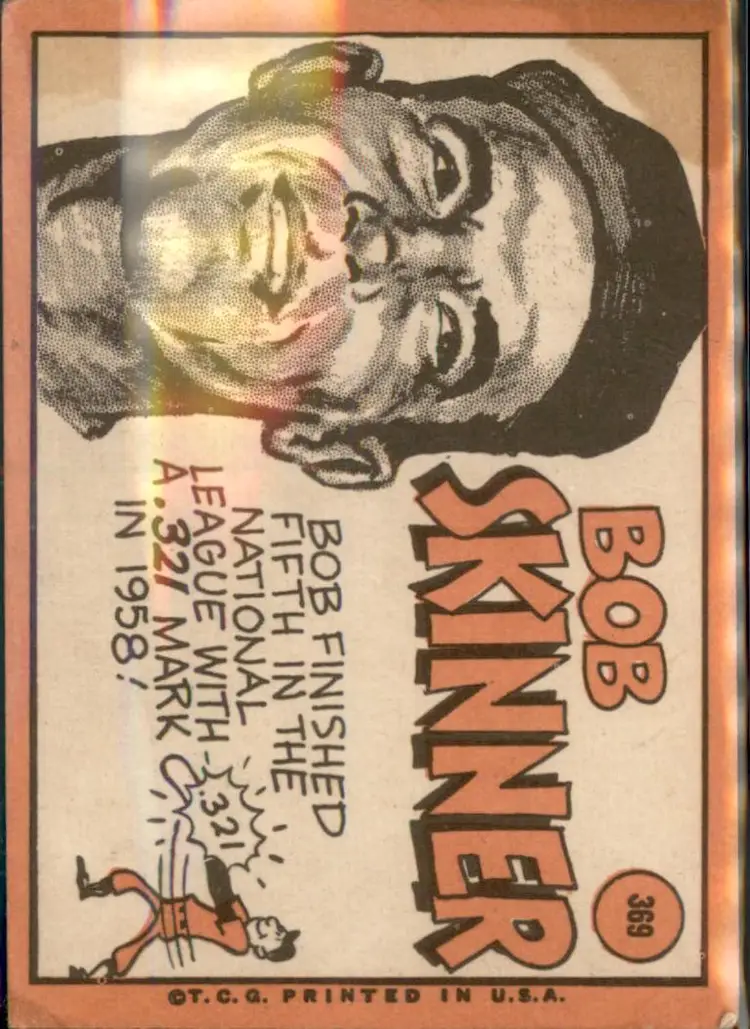 369
BOB
SKINNER
BOB FINISHED
FIFTH IN THE
NATIONAL
LEAGUE WITH
A .321 MARK
IN 1958!
.321
©T.C.G. PRINTED IN U.S.A.